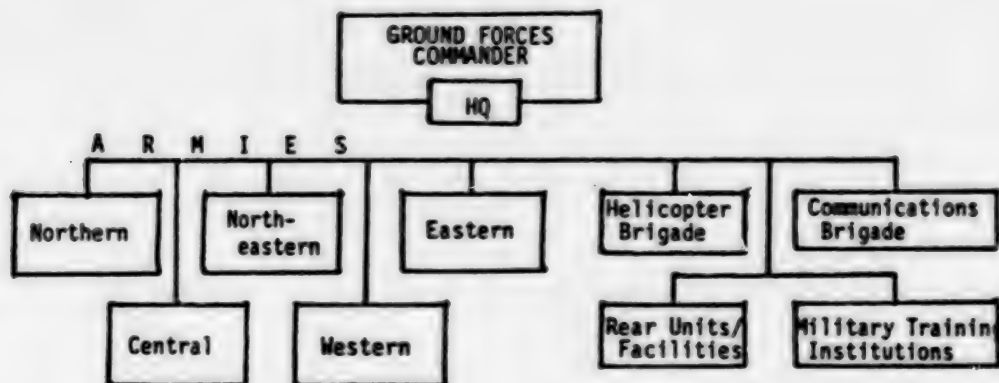 GROUND FORCES
COMMANDER
HQ
A R M I E S
Northern
North-
eastern
Eastern
Helicopter
Brigade
Communications
Brigade
Central
Western
Rear Units/
Facilities
Military Training
Institutions